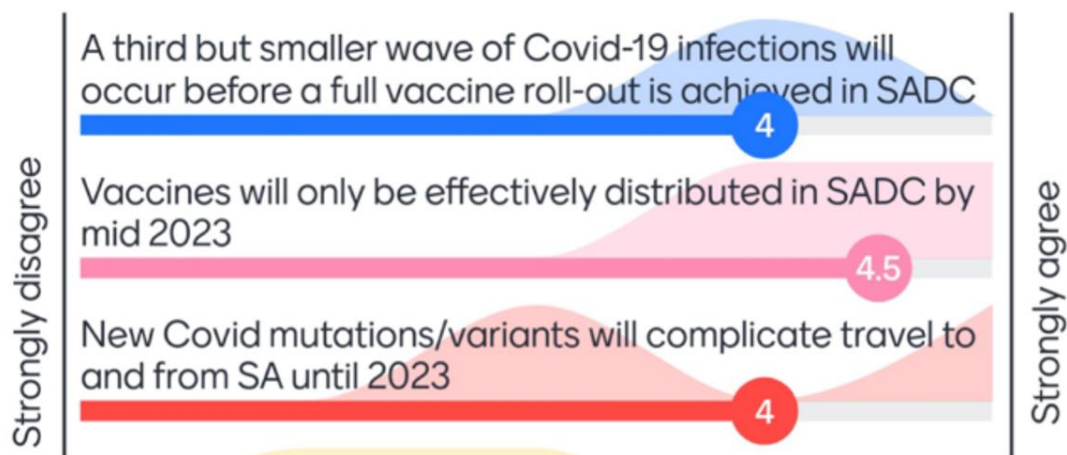 Strongly disagree
A third but smaller wave of Covid-19 infections will
occur before a full vaccine roll-out is achieved in SADC
4
Vaccines will only be effectively distributed in SADC by
mid 2023
4.5
New Covid mutations/variants will complicate travel to
and from SA until 2023
4
Strongly agree